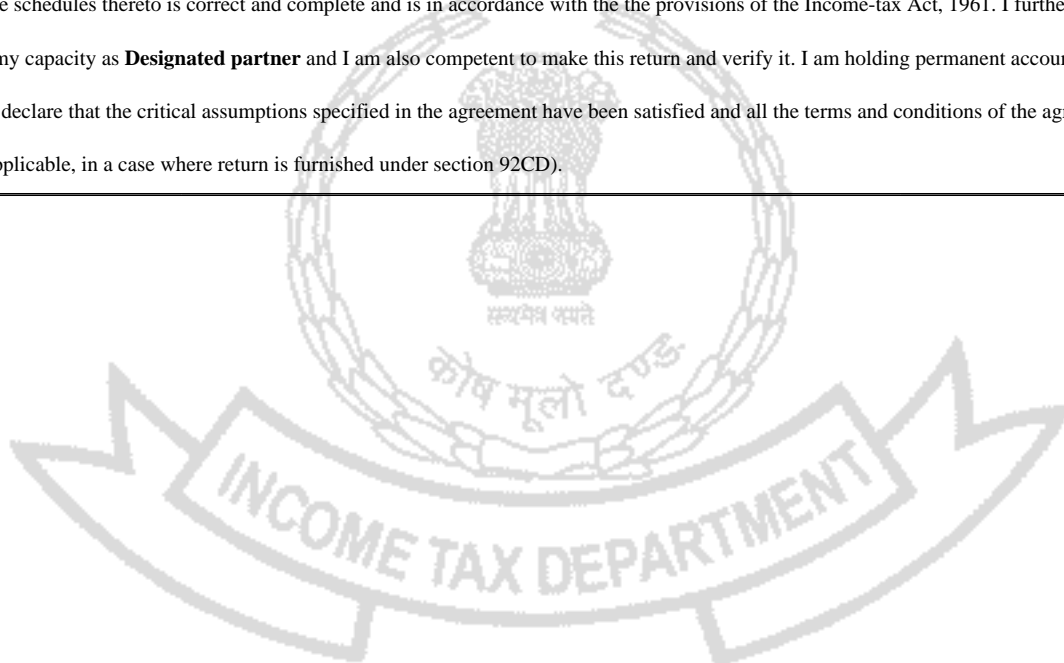 e schedules thereto is correct and complete and is in accordance with the the provisions of the Income-tax Act, 1961. I further
my capacity as Designated partner and I am also competent to make this return and verify it. I am holding permanent accoun
declare that the critical assumptions specified in the agreement have been satisfied and all the terms and conditions of the ag
pplicable, in a case where return is furnished under section 92CD).
सत्यमेव जयते
कोष मूलो दण्ड
INCOME TAX DEPARTMENT